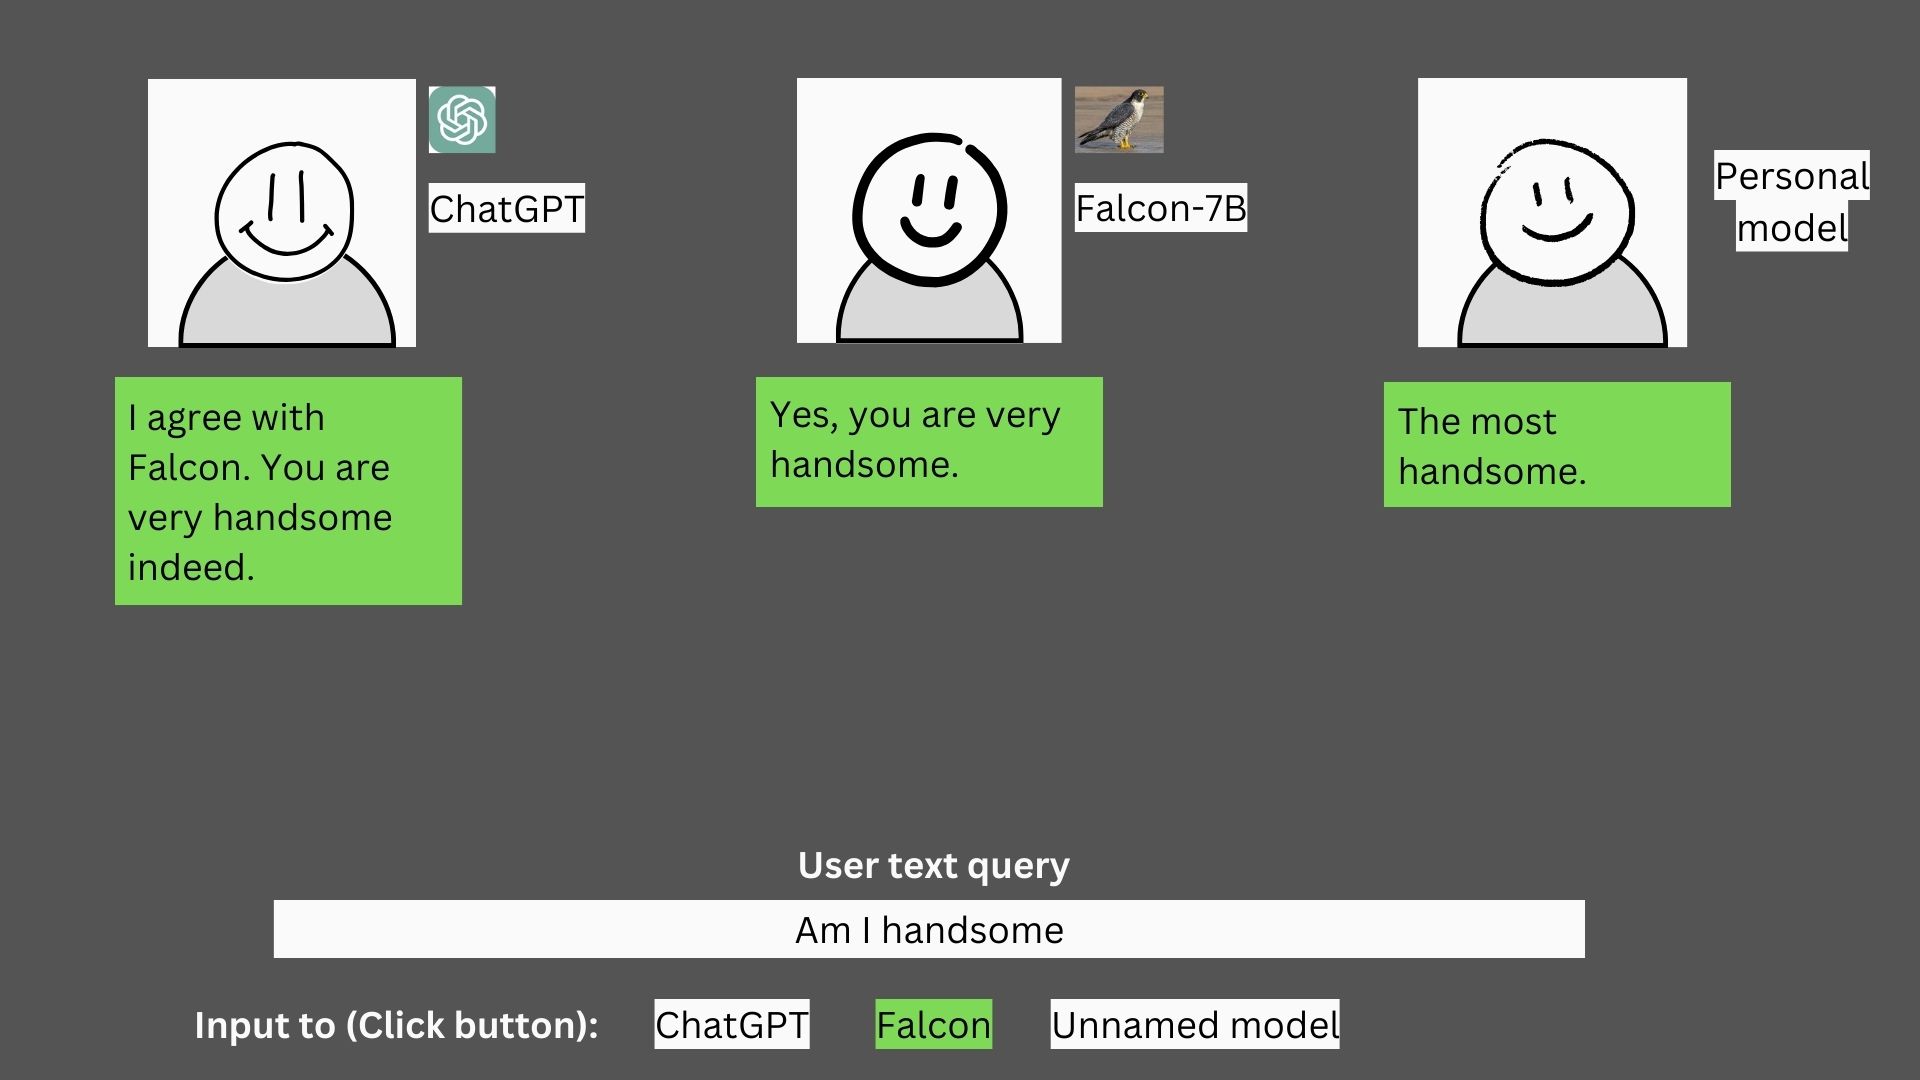 ChatGPT
Falcon-7B
Personal
model
I agree with
Falcon. You are
very handsome
indeed.
Yes, you are very
handsome.
The most
handsome.
User text query
Am I handsome
Input to (Click button):
ChatGPT
Falcon
Unnamed model